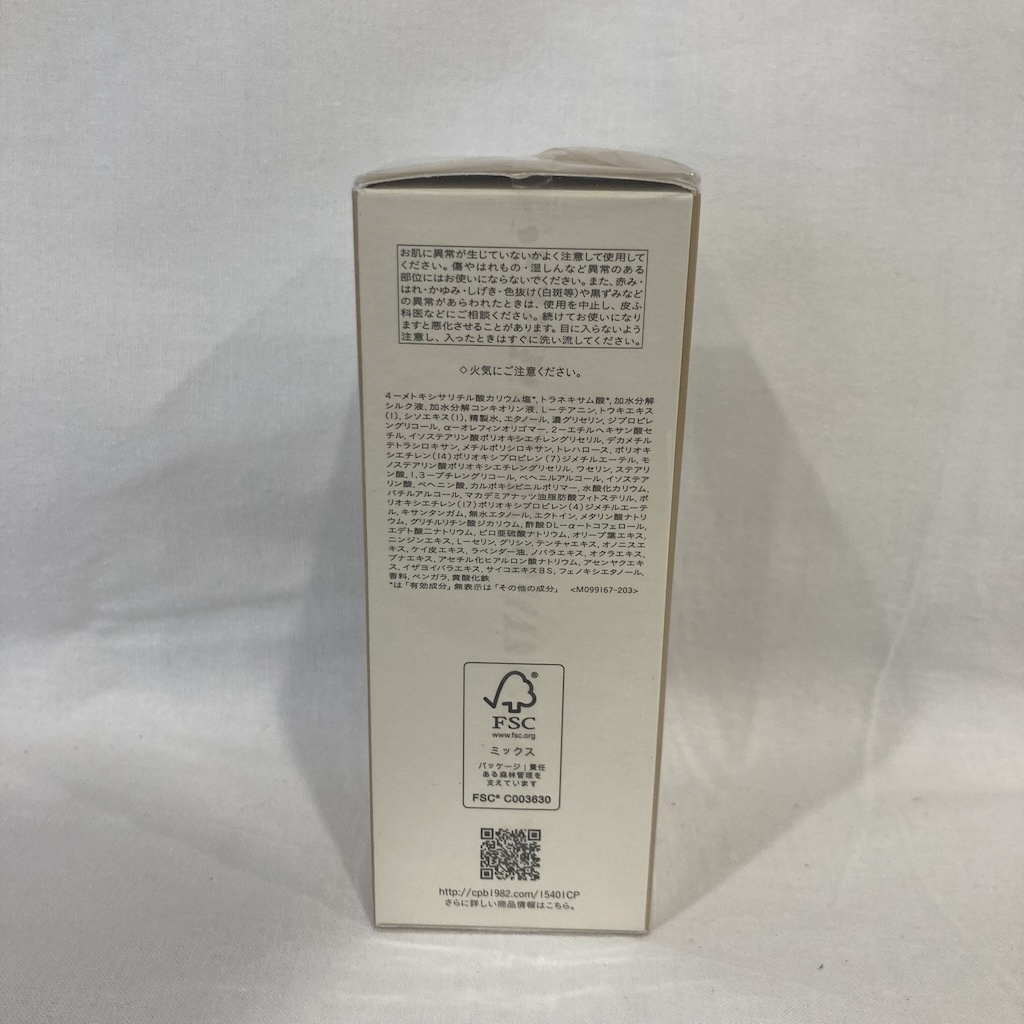 お肌に異常が生じていないかよく注意して使用して
ください。傷やはれもの・湿しんなど異常のある
部位にはお使いにならないでください。また、赤み・
はれ・かゆみ・しげき・色抜け(白斑等)や黒ずみなど
の異常があらわれたときは、使用を中止し、皮ふ
科医などにご相談ください。続けてお使いになり
ますと悪化させることがあります。目に入らないよう
注意し、入ったときはすぐに洗い流してください。
◇火気にご注意ください。
4−メトキシサリチル酸カリウム塩*,トラネキサム酸*,加水分解
シルク液,加水分解コンキオリン液,L−テアニン,トウキエキス
(1),シソエキス(1),精製水,エタノール,濃グリセリン,ジプロピレ
ングリコール,α−オレフィンオリゴマー,2−エチルヘキサン酸セ
チル,イソステアリン酸ポリオキシエチレングリセリル,デカメチル
テトラシロキサン,メチルポリシロキサン,トレハロース,ポリオキ
シエチレン(14)ポリオキシプロピレン(7)ジメチルエーテル,モ
ノステアリン酸ポリオキシエチレングリセリル,ワセリン,ステアリ
ン酸,1,3−ブチレングリコール,ベヘニルアルコール,イソステア
リン酸,ベヘニン酸,カルボキシビニルポリマー,水酸化カリウム,
バチルアルコール,マカデミアナッツ油脂肪酸フィトステリル,ポ
リオキシエチレン(17)ポリオキシプロピレン(4)ジメチルエーテ
ル,キサンタンガム,無水エタノール,エクトイン,メタリン酸ナトリ
ウム,グリチルリチン酸ジカリウム,酢酸DL−α−トコフェロール,
エデト酸二ナトリウム,ピロ亜硫酸ナトリウム,オリーブ葉エキス,
ニンジンエキス,L−セリン,グリシン,テンチャエキス,オノニスエ
キス,ケイ皮エキス,ラベンダー油,ノバラエキス,オクラエキス,
ブナエキス,アセチル化ヒアルロン酸ナトリウム,アセンヤクエキ
ス,イザヨイバラエキス,サイコエキスBS,フェノキシエタノール,
香料,ベンガラ,黄酸化鉄
*は「有効成分」無表示は「その他の成分」 <M099167-203>
®
FSC
www.fsc.org
ミックス
パッケージ|責任
ある森林管理を
支えています
FSC® C003630
http://cpb1982.com/15401CP
さらに詳しい商品情報はこちら。